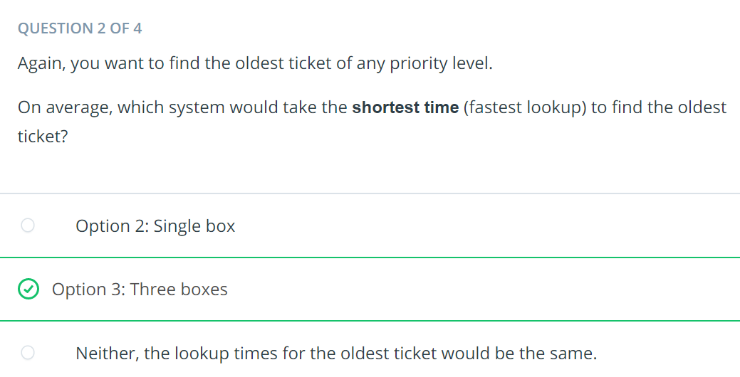 QUESTION 2 OF 4
Again, you want to find the oldest ticket of any priority level.
On average, which system would take the shortest time (fastest lookup) to find the oldest
ticket?
Option 2: Single box
Option 3: Three boxes
Neither, the lookup times for the oldest ticket would be the same.